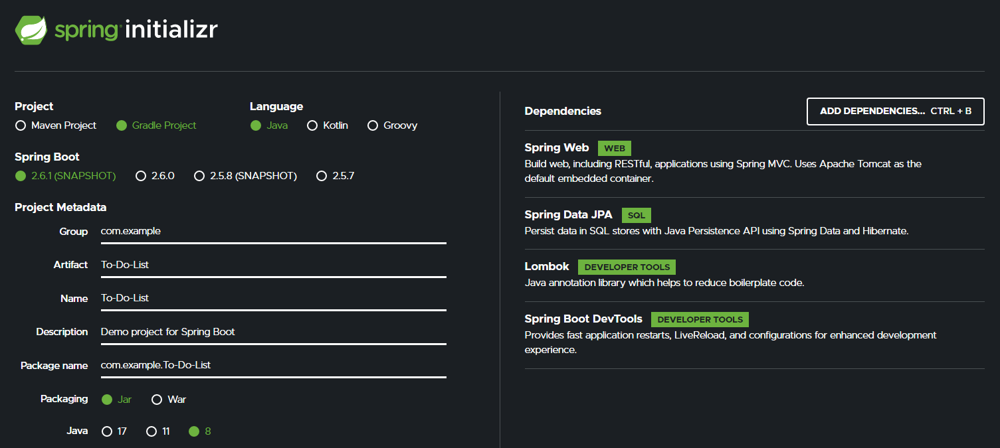 spring initializr
Project
Maven Project Gradle Project
Language
Java Kotlin Groovy
Spring Boot
2.6.1 (SNAPSHOT) 2.6.0 2.5.8 (SNAPSHOT) 2.5.7
Project Metadata
Group com.example
Artifact To-Do-List
Name To-Do-List
Description Demo project for Spring Boot
Package name com.example.To-Do-List
Packaging Jar War
Java 17 11 8
Dependencies
ADD DEPENDENCIES... CTRL + B
Spring Web WEB
Build web, including RESTful, applications using Spring MVC. Uses Apache Tomcat as the
default embedded container.
Spring Data JPA SQL
Persist data in SQL stores with Java Persistence API using Spring Data and Hibernate.
Lombok DEVELOPER TOOLS
Java annotation library which helps to reduce boilerplate code.
Spring Boot DevTools DEVELOPER TOOLS
Provides fast application restarts, LiveReload, and configurations for enhanced development
experience.